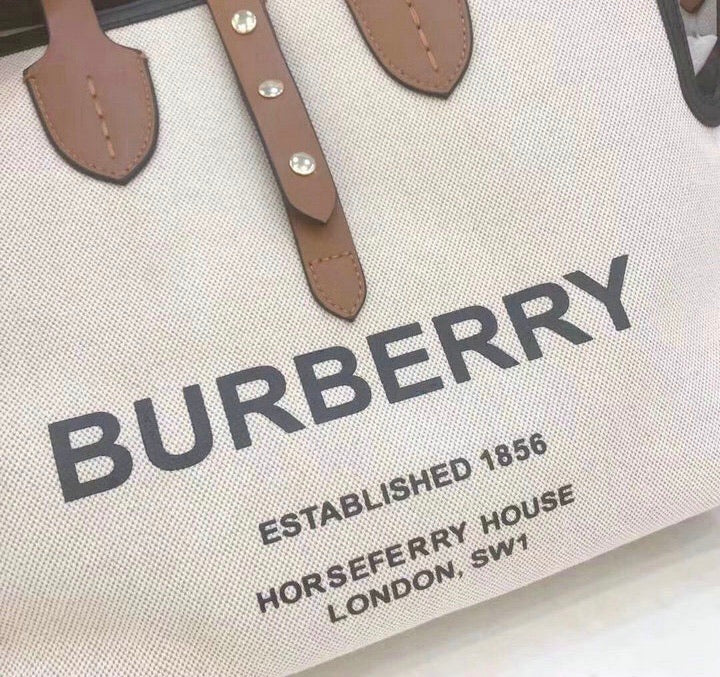 BURBERRY
ESTABLISHED 1856
HORSEFERRY HOUSE
LONDON, SW1